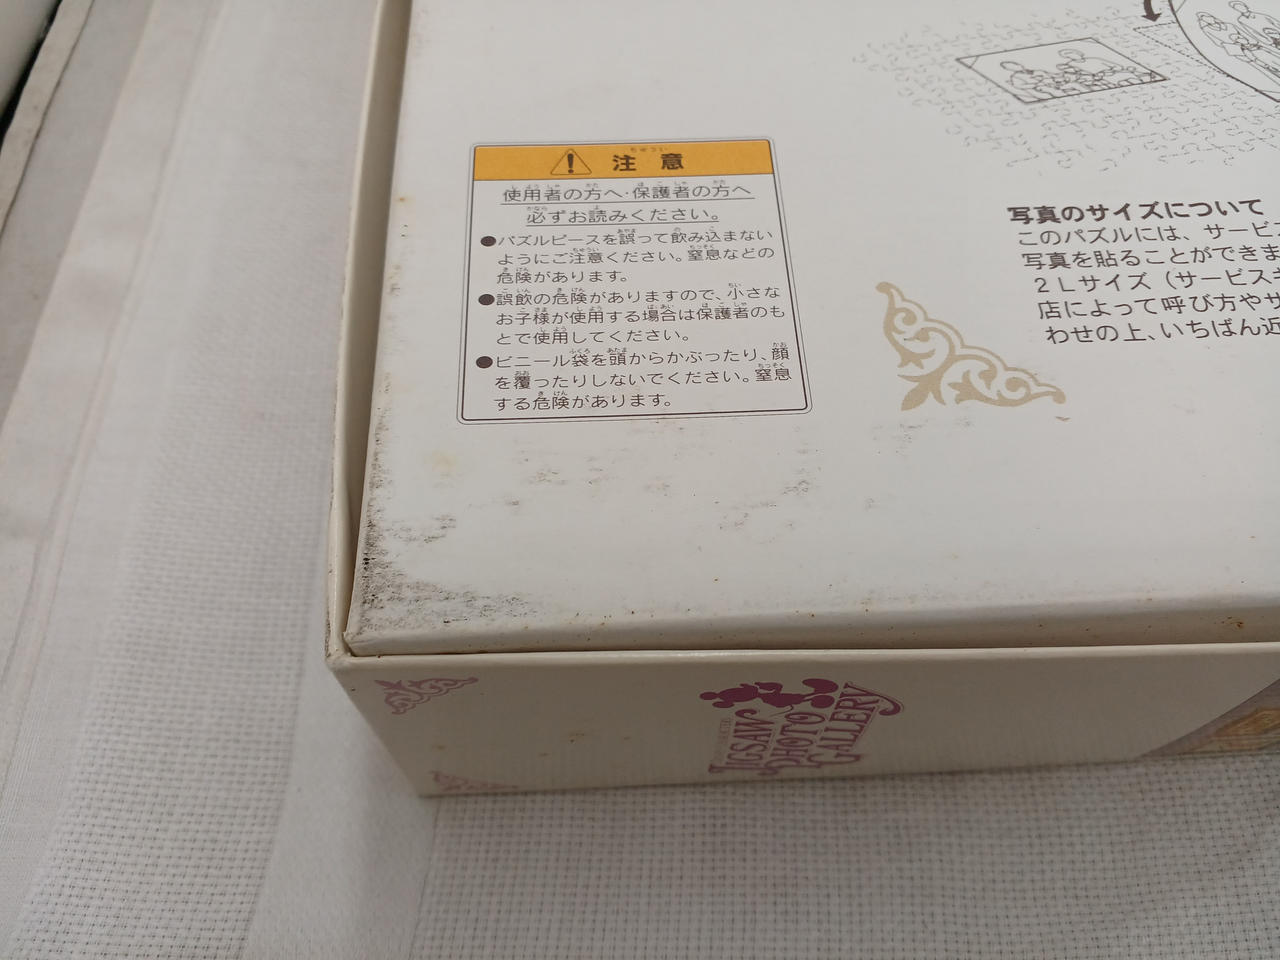 注意
使用者の方へ・保護者の方へ
必ずお読みください。
●パズルピースを誤って飲み込まない
ようにご注意ください。窒息などの
危険があります。
●誤飲の危険がありますので、小さな
お子様が使用する場合は保護者のも
とで使用してください。
●ビニール袋を頭からかぶったり、顔
を覆ったりしないでください。窒息
する危険があります。
写真のサイズについて
このパズルには、サービ
写真を貼ることができま
2Lサイズ（サービス
店によって呼び方やサ
わせの上、いちばん近
JIGSAW
PHOTO
GALLERY